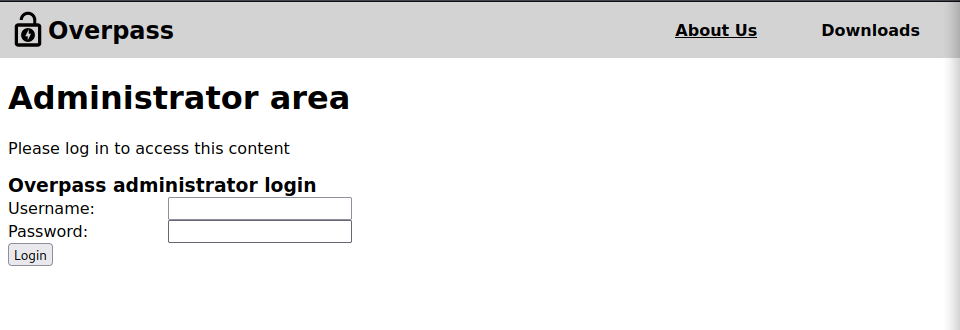 Overpass About Us Downloads
Administrator area
Please log in to access this content
Overpass administrator login
Username:
Password:
Login